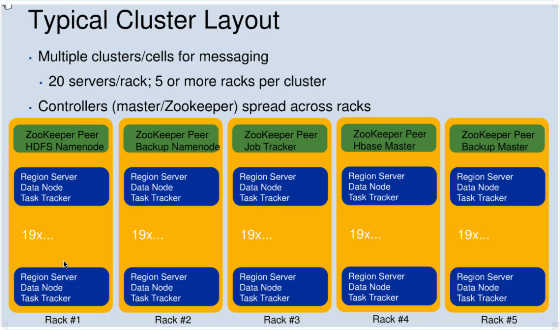 Typical Cluster Layout
• Multiple clusters/cells for messaging
• 20 servers/rack; 5 or more racks per cluster
• Controllers (master/Zookeeper) spread across racks
ZooKeeper Peer
HDFS Namenode
Region Server
Data Node
Task Tracker
19x...
Region Server
Data Node
Task Tracker
Rack #1
ZooKeeper Peer
Backup Namenode
Region Server
Data Node
Task Tracker
19x...
Region Server
Data Node
Task Tracker
Rack #2
ZooKeeper Peer
Job Tracker
Region Server
Data Node
Task Tracker
19x...
Region Server
Data Node
Task Tracker
Rack #3
ZooKeeper Peer
Hbase Master
Region Server
Data Node
Task Tracker
19x...
Region Server
Data Node
Task Tracker
Rack #4
ZooKeeper Peer
Backup Master
Region Server
Data Node
Task Tracker
19x...
Region Server
Data Node
Task Tracker
Rack #5